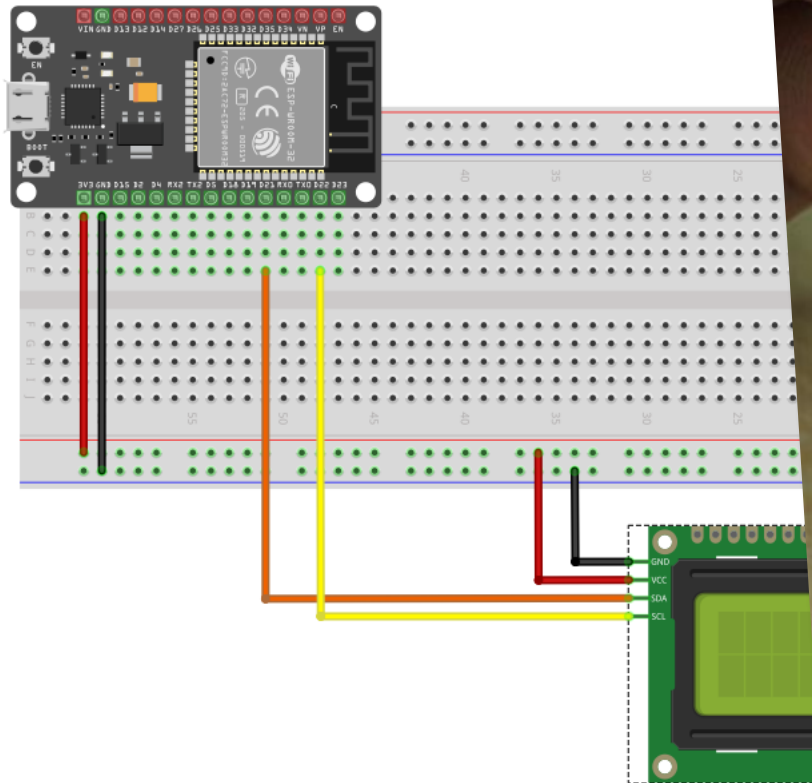 VIN GND D13 D12 D14 D27 D26 D25 D33 D32 D35 D34 VN VP EN
EN
BOOT
WiFi
CE
ESP-WROOM-32
3V3 GND D15 D2 D4 RX2 TX2 D5 D18 D19 D21 RX0 TX0 D22 D23
40 35 30 25
B
C
D
E
F
G
H
I
J
55 50 45 40 35 30 25
GND
VCC
SDA
SCL